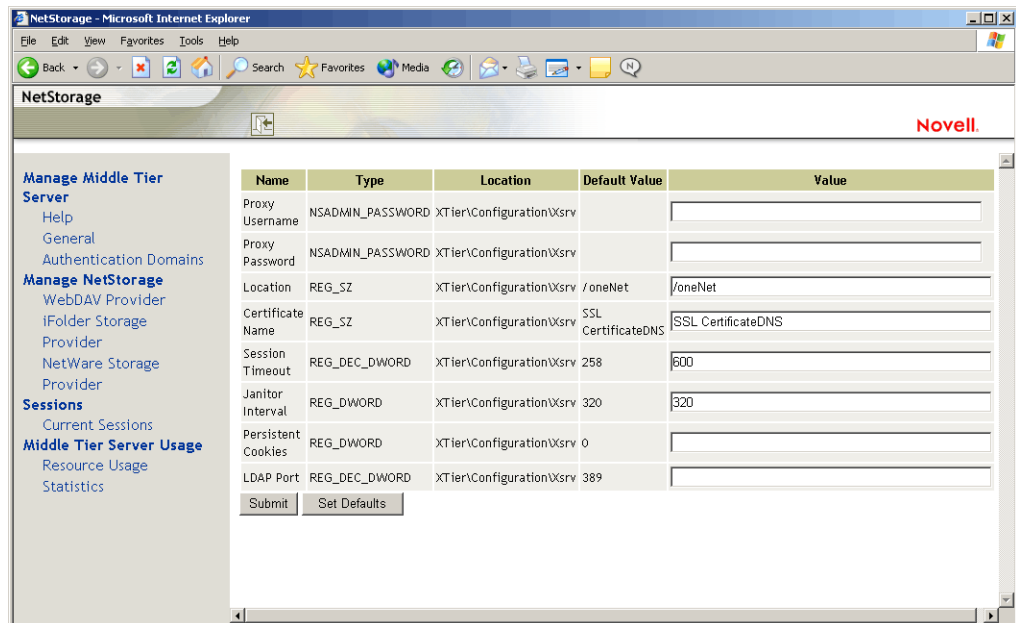 NetStorage - Microsoft Internet Explorer
File Edit View Favorites Tools Help
Back Search Favorites Media
NetStorage
Novell.
Manage Middle Tier
Server
Help
General
Authentication Domains
Manage NetStorage
WebDAV Provider
iFolder Storage
Provider
NetWare Storage
Provider
Sessions
Current Sessions
Middle Tier Server Usage
Resource Usage
Statistics
Name Type Location Default Value Value
Proxy
Username NSADMIN_PASSWORD XTier\Configuration\Xsrv
Proxy
Password NSADMIN_PASSWORD XTier\Configuration\Xsrv
Location REG_SZ XTier\Configuration\Xsrv /oneNet /oneNet
Certificate
Name REG_SZ XTier\Configuration\Xsrv SSL
CertificateDNS SSL CertificateDNS
Session
Timeout REG_DEC_DWORD XTier\Configuration\Xsrv 258 600
Janitor
Interval REG_DWORD XTier\Configuration\Xsrv 320 320
Persistent
Cookies REG_DWORD XTier\Configuration\Xsrv 0
LDAP Port REG_DEC_DWORD XTier\Configuration\Xsrv 389
Submit Set Defaults